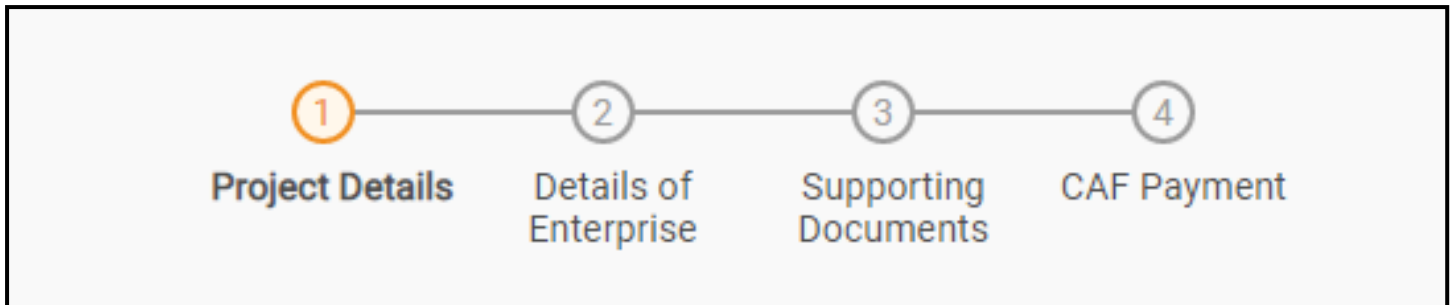 1 2 3 4
Project Details
Details of
Enterprise
Supporting
Documents
CAF Payment